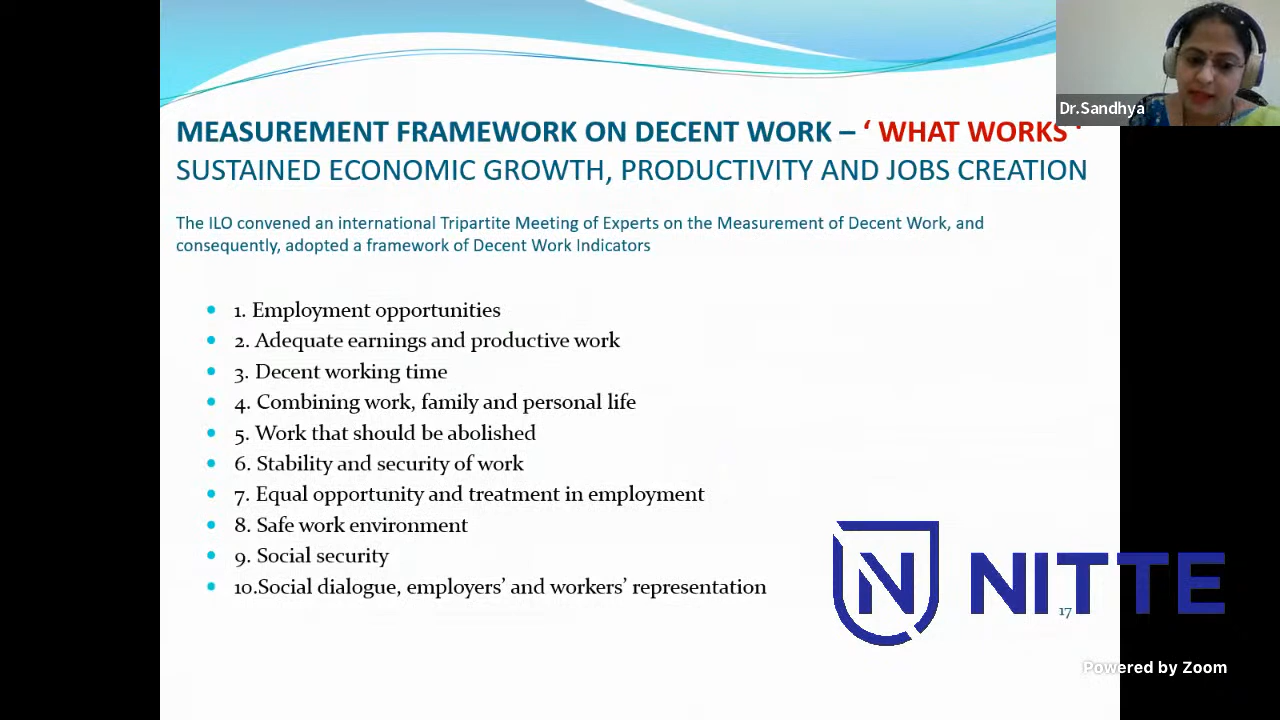 Dr.Sandhya
MEASUREMENT FRAMEWORK ON DECENT WORK – ‘ WHAT WORKS ’
SUSTAINED ECONOMIC GROWTH, PRODUCTIVITY AND JOBS CREATION
The ILO convened an international Tripartite Meeting of Experts on the Measurement of Decent Work, and
consequently, adopted a framework of Decent Work Indicators
• 1. Employment opportunities
• 2. Adequate earnings and productive work
• 3. Decent working time
• 4. Combining work, family and personal life
• 5. Work that should be abolished
• 6. Stability and security of work
• 7. Equal opportunity and treatment in employment
• 8. Safe work environment
• 9. Social security
• 10.Social dialogue, employers’ and workers’ representation
N NITTE
17
Powered by Zoom